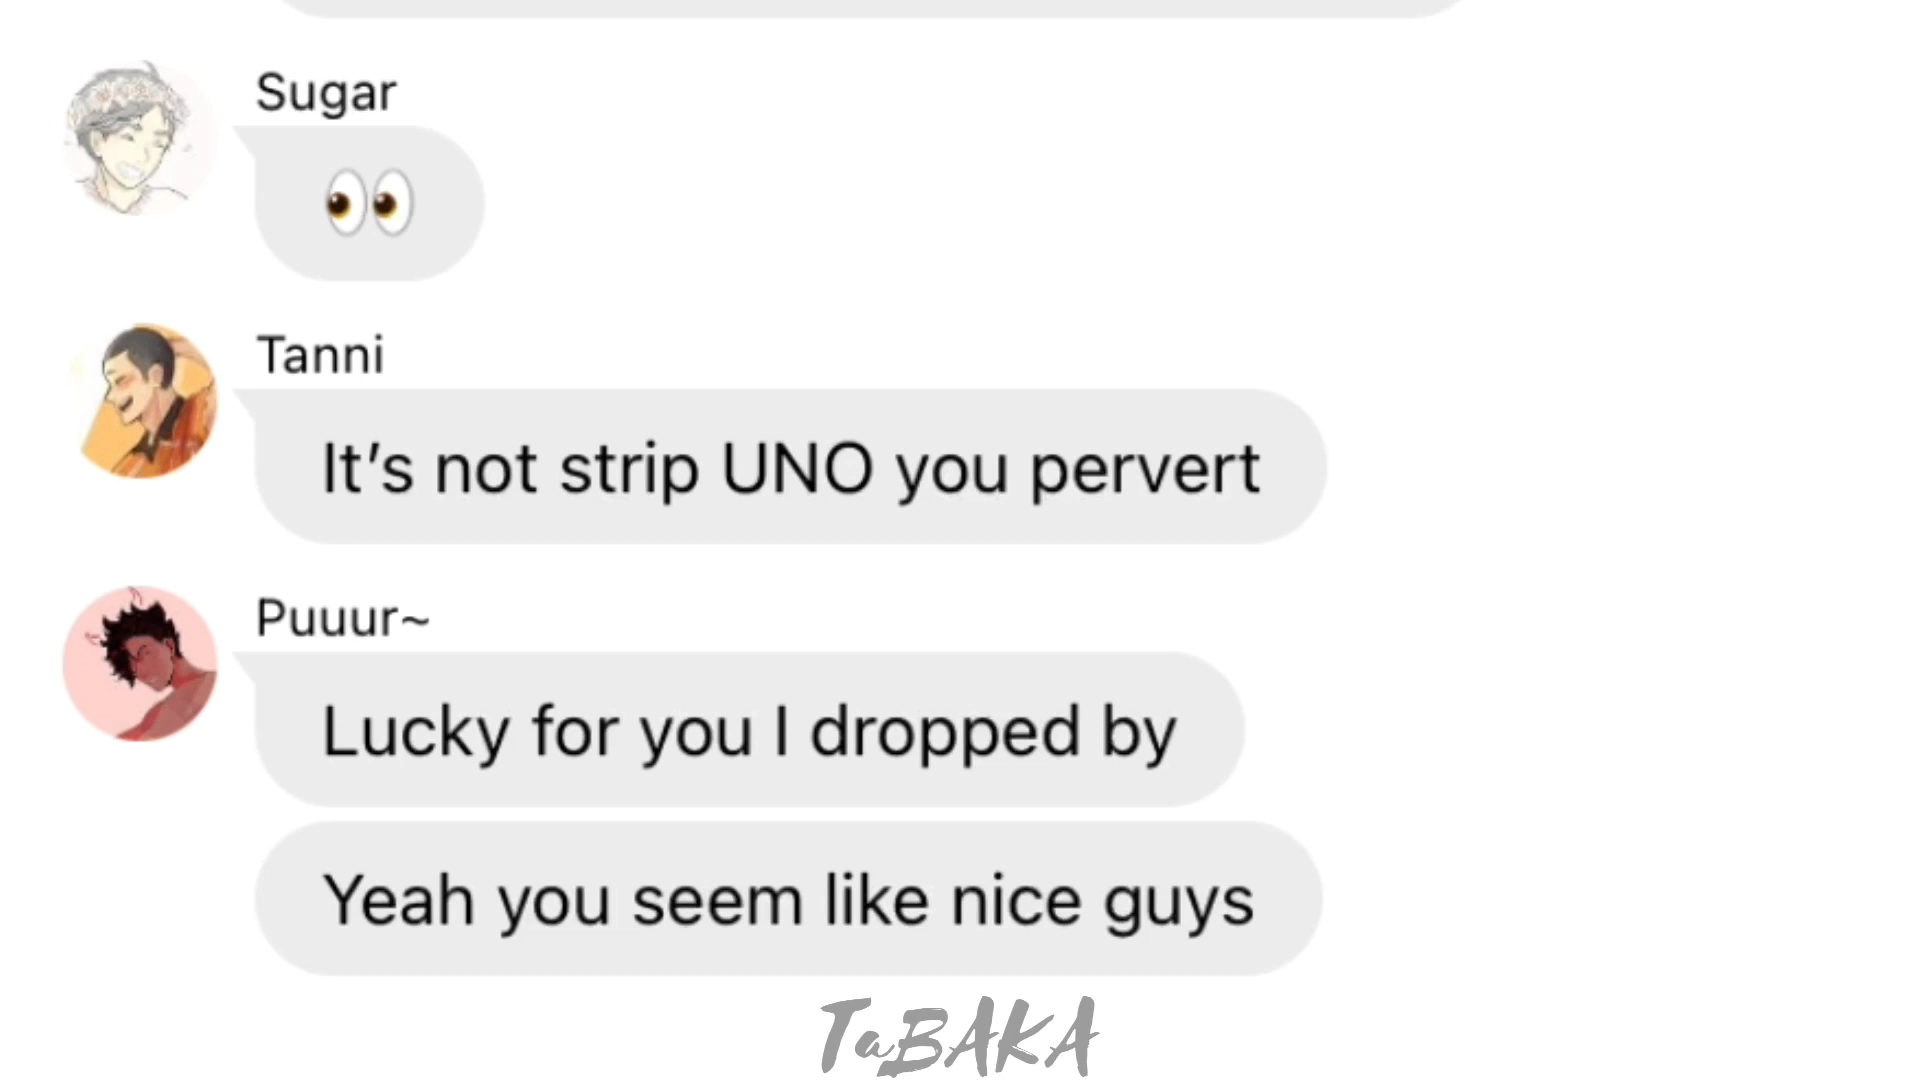 Sugar
👀
Tanni
It’s not strip UNO you pervert
Puuur~
Lucky for you I dropped by
Yeah you seem like nice guys
TaBAKA